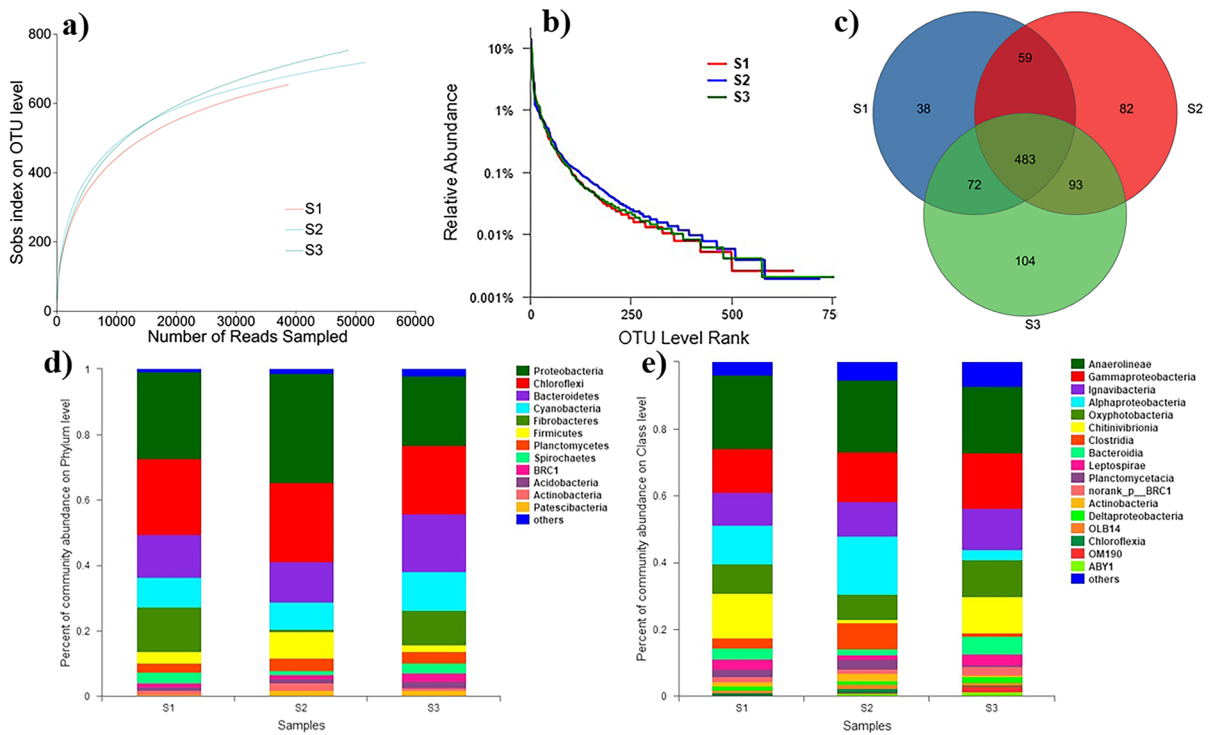 a)
Sobs index on OTU level
800
600
400
200
0
S1
S2
S3
0 10000 20000 30000 40000 50000 60000
Number of Reads Sampled
b)
Relative Abundance
10%
1%
0.1%
0.01%
0.001%
S1
S2
S3
0 250 500 75
OTU Level Rank
c)
59
S1 38 82 S2
483
72 93
104
S3
d)
Percent of community abundance on Phylum level
1
0.8
0.6
0.4
0.2
0
S1 S2 S3
Samples
Proteobacteria
Chloroflexi
Bacteroidetes
Cyanobacteria
Fibrobacteres
Firmicutes
Planctomycetes
Spirochaetes
BRC1
Acidobacteria
Actinobacteria
Patescibacteria
others
e)
Percent of community abundance on Class level
0.8
0.6
0.4
0.2
0
S1 S2 S3
Samples
Anaerolineae
Gammaproteobacteria
Ignavibacteria
Alphaproteobacteria
Oxyphotobacteria
Chitinivibrionia
Clostridia
Bacteroidia
Leptospirae
Planctomycetacia
norank_p__BRC1
Actinobacteria
Deltaproteobacteria
OLB14
Chloroflexia
OM190
ABY1
others